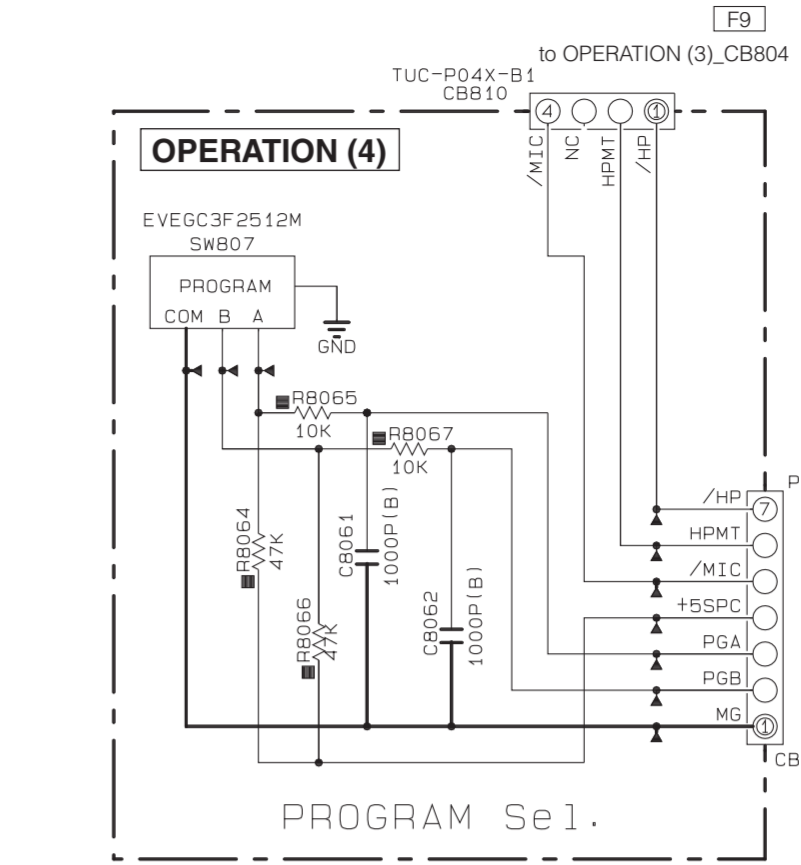 F9
to OPERATION (3)_CB804
TUC-P04X-B1
CB810
4
1
/MIC
NC
HPMT
/HP
OPERATION (4)
EVEGC3F2512M
SW807
PROGRAM
COM B A
GND
R8065
10K
R8067
10K
R8064
47K
C8061
1000P(B)
R8066
47K
C8062
1000P(B)
P
/HP
7
HPMT
/MIC
+5SPC
PGA
PGB
MG
1
CB
PROGRAM Sel.